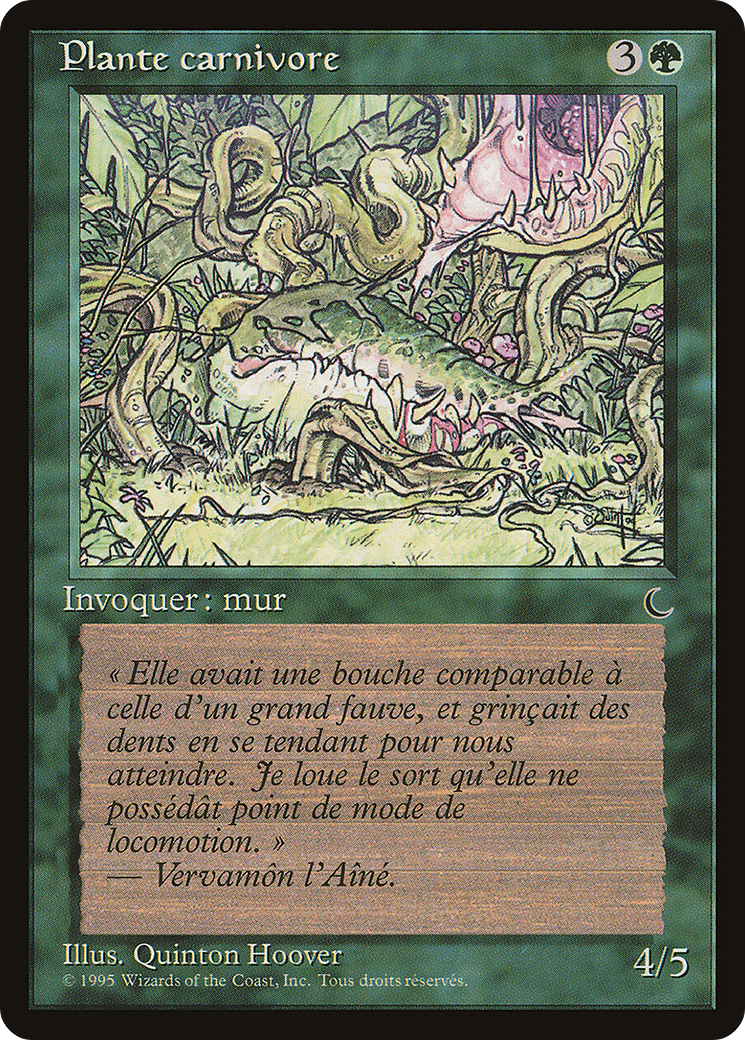 Plante carnivore 3
Invoquer : mur
« Elle avait une bouche comparable à
celle d'un grand fauve, et grinçait des
dents en se tendant pour nous
atteindre. Je loue le sort qu'elle ne
possédât point de mode de
locomotion. »
— Vervamôn l'Aîné.
Illus. Quinton Hoover
4/5
© 1995 Wizards of the Coast, Inc. Tous droits réservés.